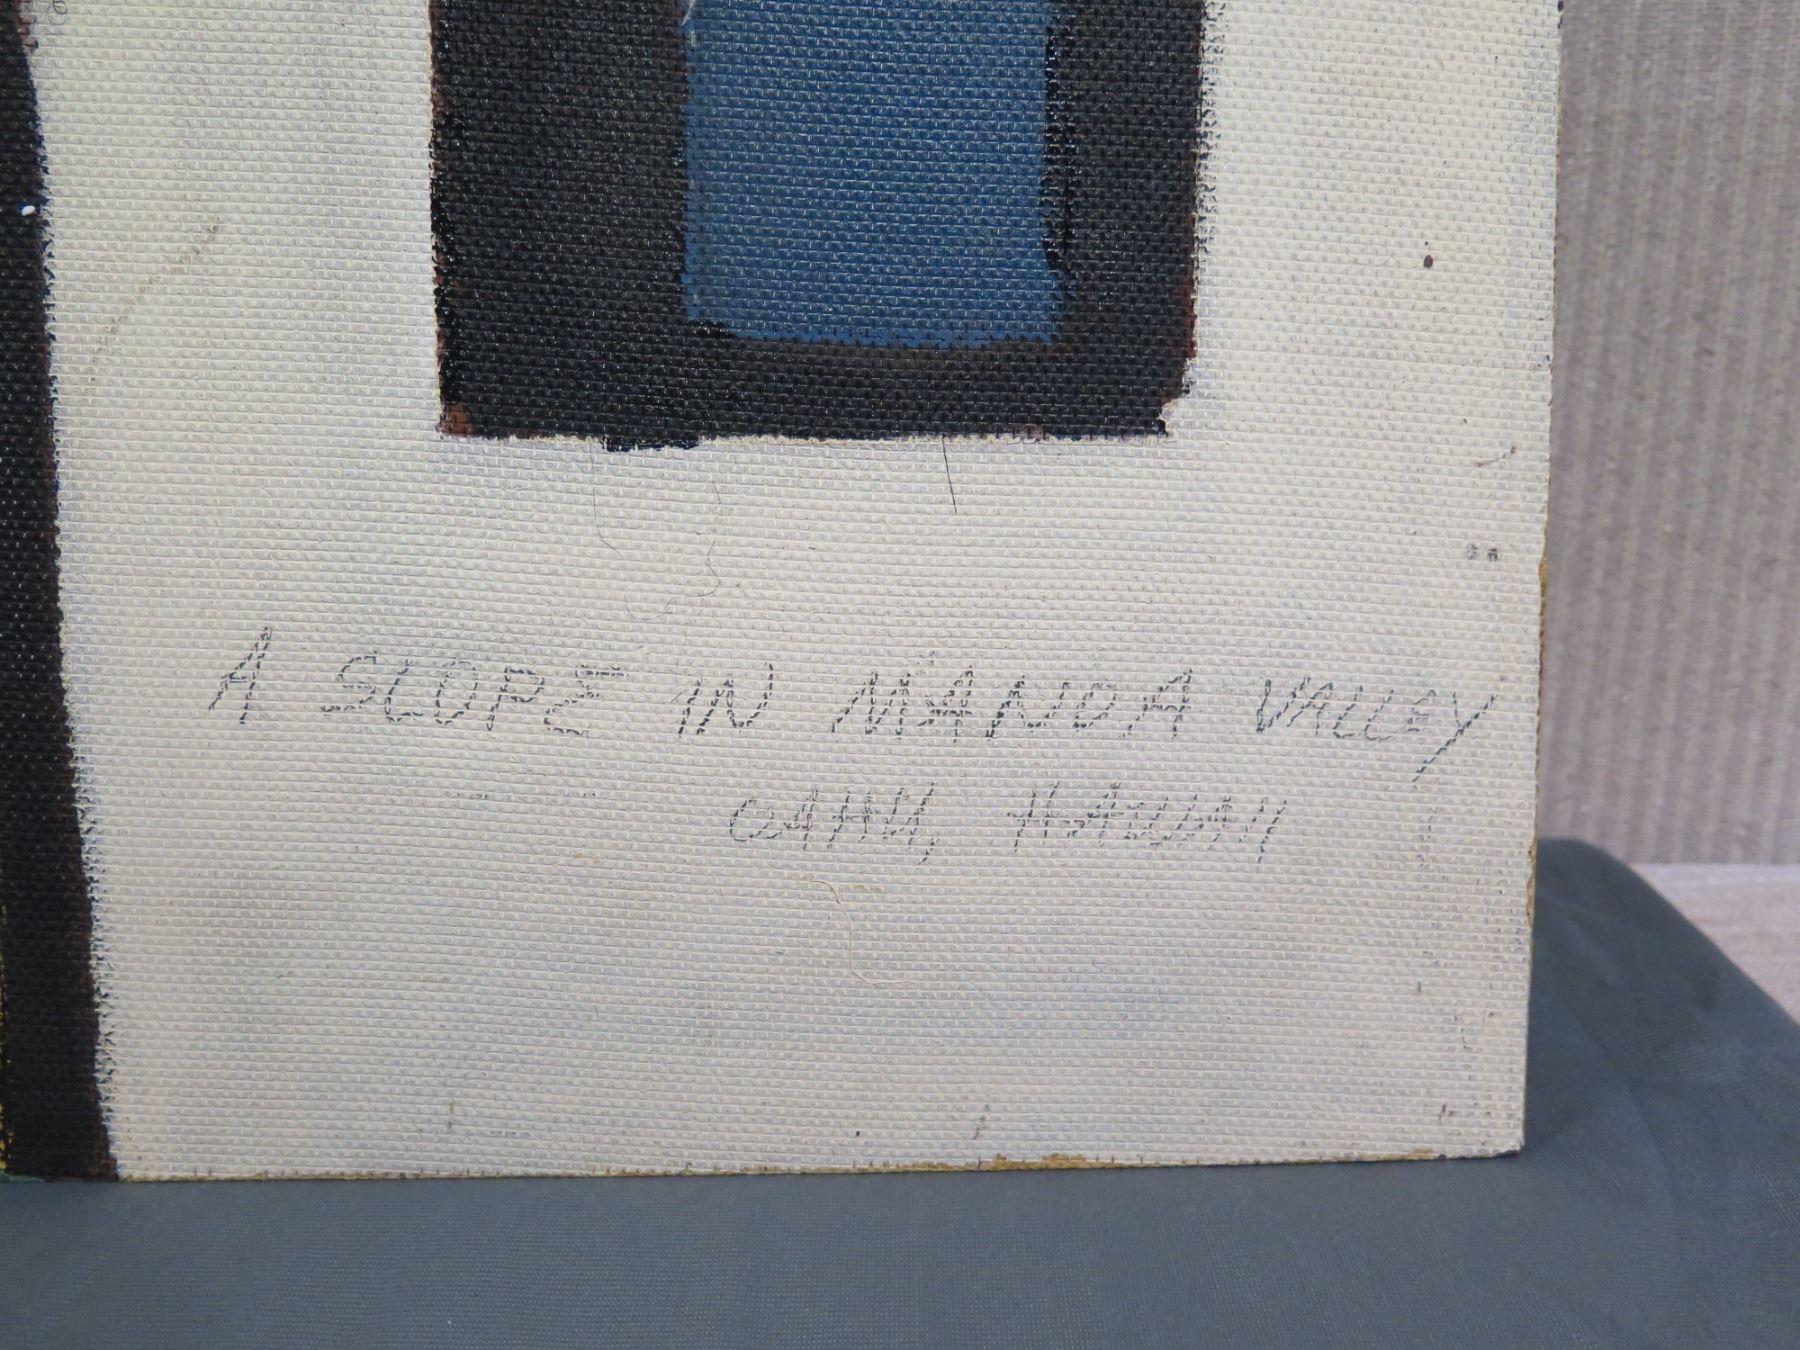 A SLOPE IN MANOA VALLEY
OAHU, HAWAII